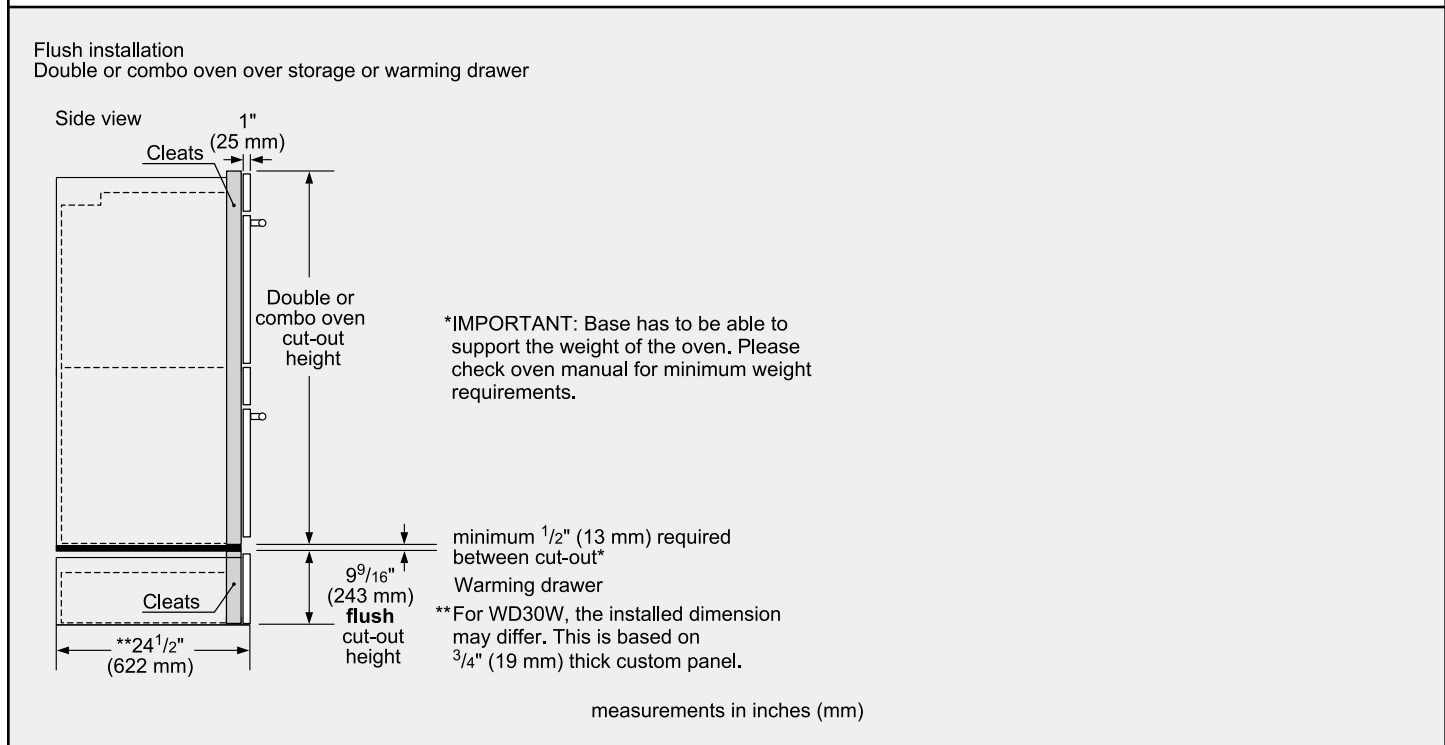 Flush installation
Double or combo oven over storage or warming drawer
Side view
1"
(25 mm)
Cleats
Double or
combo oven
cut-out
height
*IMPORTANT: Base has to be able to
support the weight of the oven. Please
check oven manual for minimum weight
requirements.
minimum 1/2" (13 mm) required
between cut-out*
Warming drawer
9 9/16"
(243 mm)
flush
cut-out
height
Cleats
**24 1/2"
(622 mm)
**For WD30W, the installed dimension
may differ. This is based on
3/4" (19 mm) thick custom panel.
measurements in inches (mm)